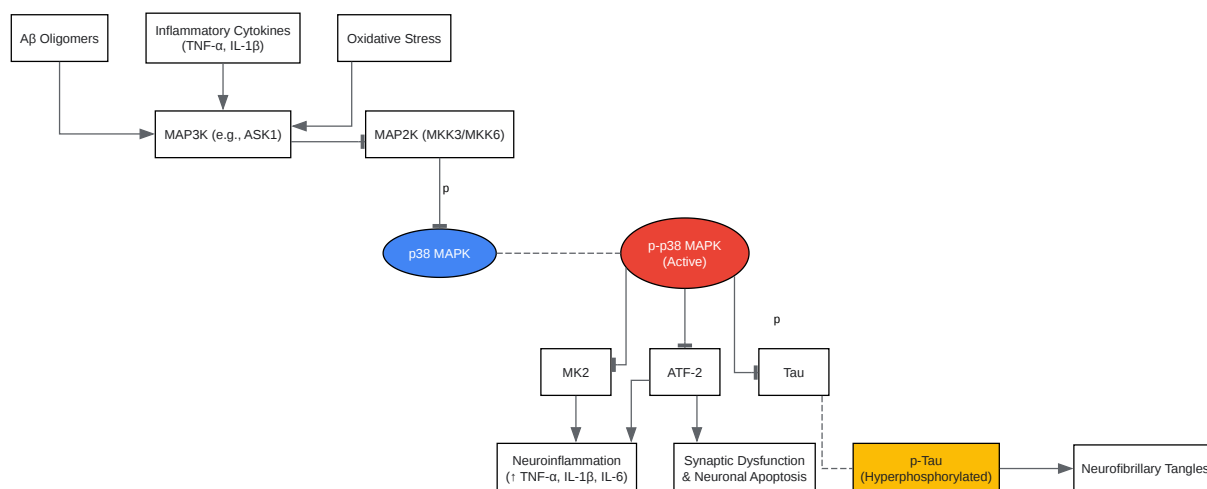 Aβ Oligomers
Inflammatory Cytokines
(TNF-α, IL-1β)
Oxidative Stress
MAP3K (e.g., ASK1)
MAP2K (MKK3/MKK6)
p
p38 MAPK
p-p38 MAPK
(Active)
p
MK2
ATF-2
Tau
Neuroinflammation
(↑ TNF-α, IL-1β, IL-6)
Synaptic Dysfunction
& Neuronal Apoptosis
p-Tau
(Hyperphosphorylated)
Neurofibrillary Tangles